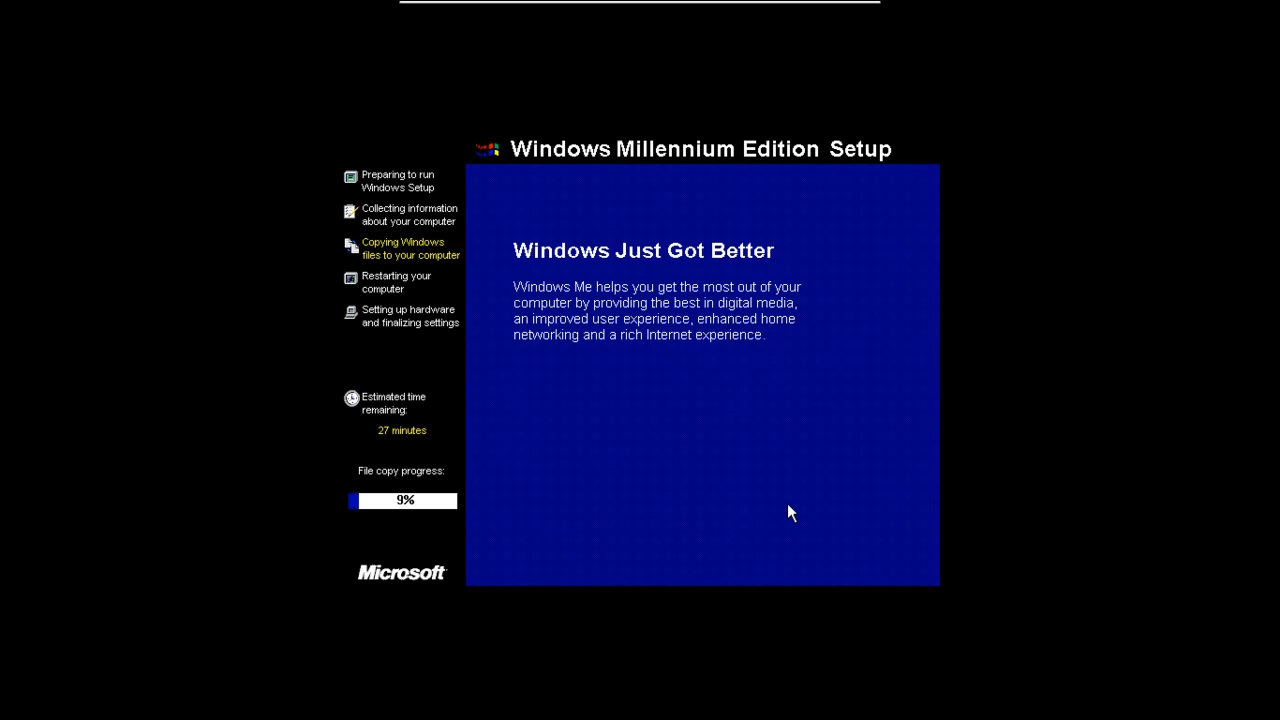 Windows Millennium Edition Setup
Preparing to run
Windows Setup
Collecting information
about your computer
Copying Windows
files to your computer
Restarting your
computer
Setting up hardware
and finalizing settings
Estimated time
remaining:
27 minutes
File copy progress:
9%
Microsoft
Windows Just Got Better
Windows Me helps you get the most out of your
computer by providing the best in digital media,
an improved user experience, enhanced home
networking and a rich Internet experience.